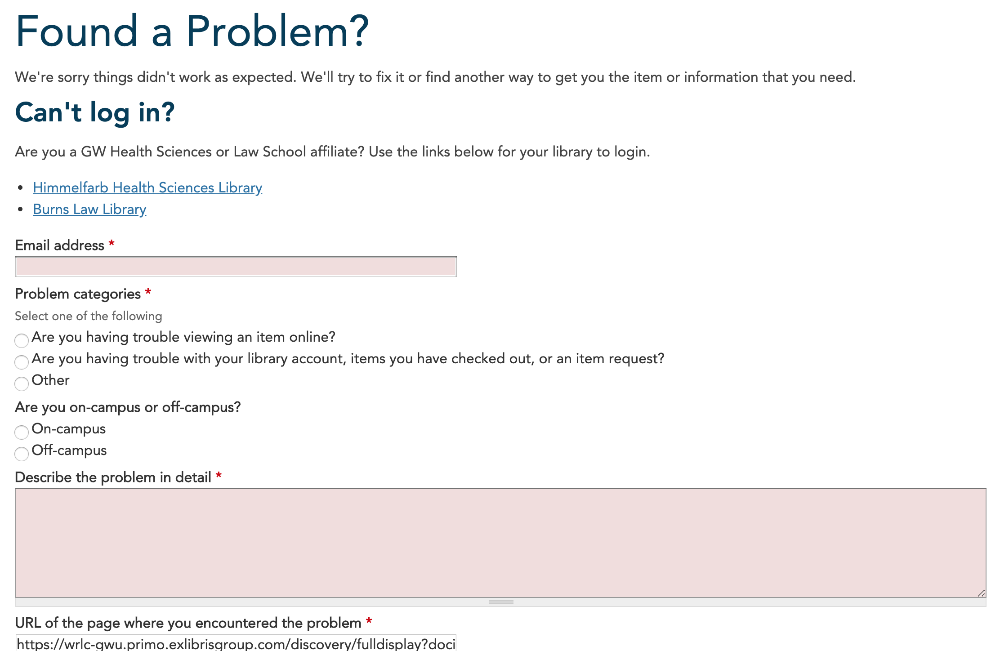 Found a Problem?
We're sorry things didn't work as expected. We'll try to fix it or find another way to get you the item or information that you need.
Can't log in?
Are you a GW Health Sciences or Law School affiliate? Use the links below for your library to login.
• Himmelfarb Health Sciences Library
• Burns Law Library
Email address *
Problem categories *
Select one of the following
Are you having trouble viewing an item online?
Are you having trouble with your library account, items you have checked out, or an item request?
Other
Are you on-campus or off-campus?
On-campus
Off-campus
Describe the problem in detail *
URL of the page where you encountered the problem *
https://wrlc-gwu.primo.exlibrisgroup.com/discovery/fulldisplay?doci